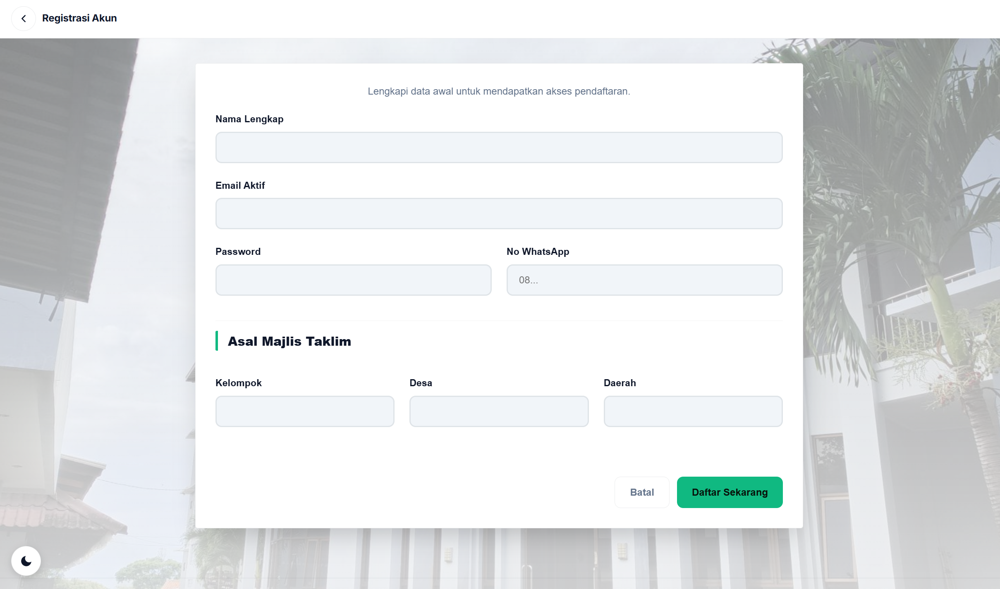 Registrasi Akun
Lengkapi data awal untuk mendapatkan akses pendaftaran.
Nama Lengkap
Email Aktif
Password
No WhatsApp
08...
Asal Majlis Taklim
Kelompok
Desa
Daerah
Batal
Daftar Sekarang